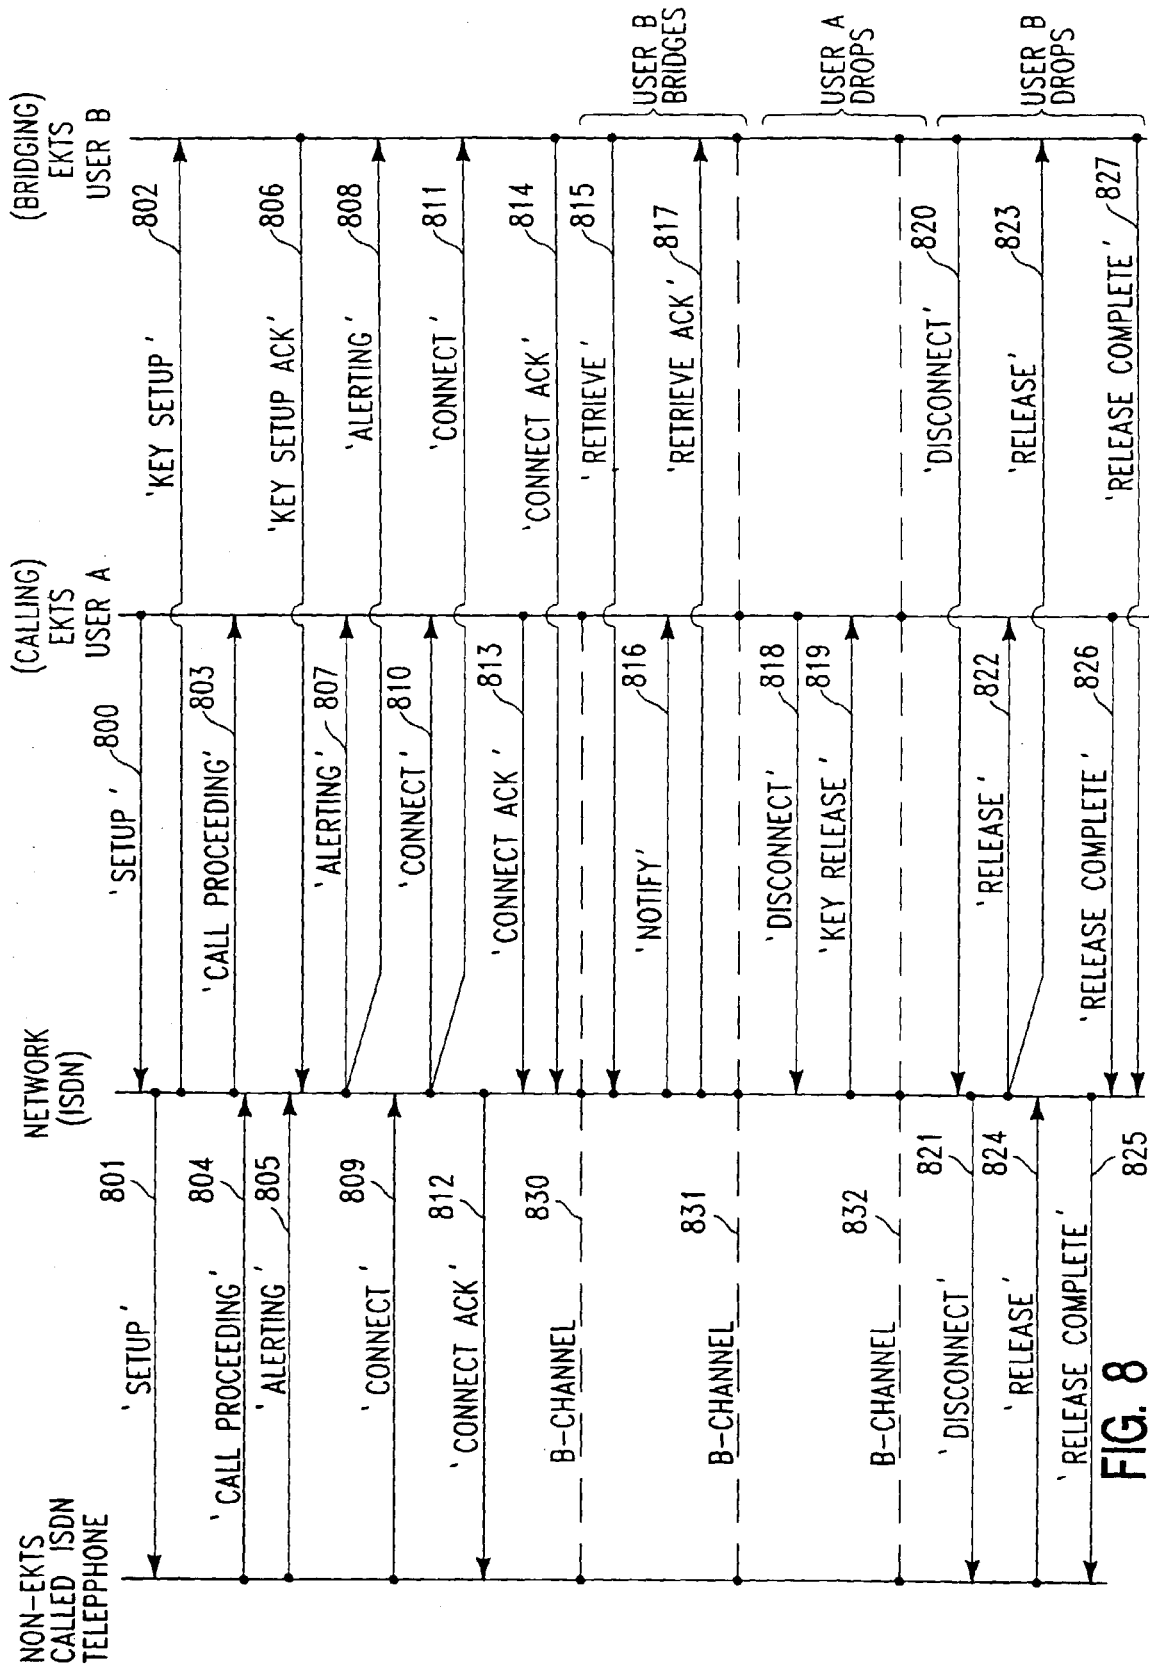 NON-EKTS
CALLED ISDN
TELEPHONE
NETWORK
(ISDN)
(CALLING)
EKTS
USER A
(BRIDGING)
EKTS
USER B
'SETUP' 800
'SETUP' 801
'KEY SETUP' 802
'CALL PROCEEDING' 803
'CALL PROCEEDING' 804
'ALERTING' 805
'KEY SETUP ACK' 806
'ALERTING' 807
'ALERTING' 808
'CONNECT' 809
'CONNECT' 810
'CONNECT' 811
'CONNECT ACK' 812
'CONNECT ACK' 813
'CONNECT ACK' 814
B-CHANNEL 830
'RETRIEVE' 815
'NOTIFY' 816
'RETRIEVE ACK' 817
USER B
BRIDGES
B-CHANNEL 831
'DISCONNECT' 818
'KEY RELEASE' 819
USER A
DROPS
B-CHANNEL 832
'DISCONNECT' 820
'DISCONNECT' 821
'RELEASE' 822
'RELEASE' 823
'RELEASE' 824
'RELEASE COMPLETE' 825
'RELEASE COMPLETE' 826
'RELEASE COMPLETE' 827
USER B
DROPS
FIG. 8